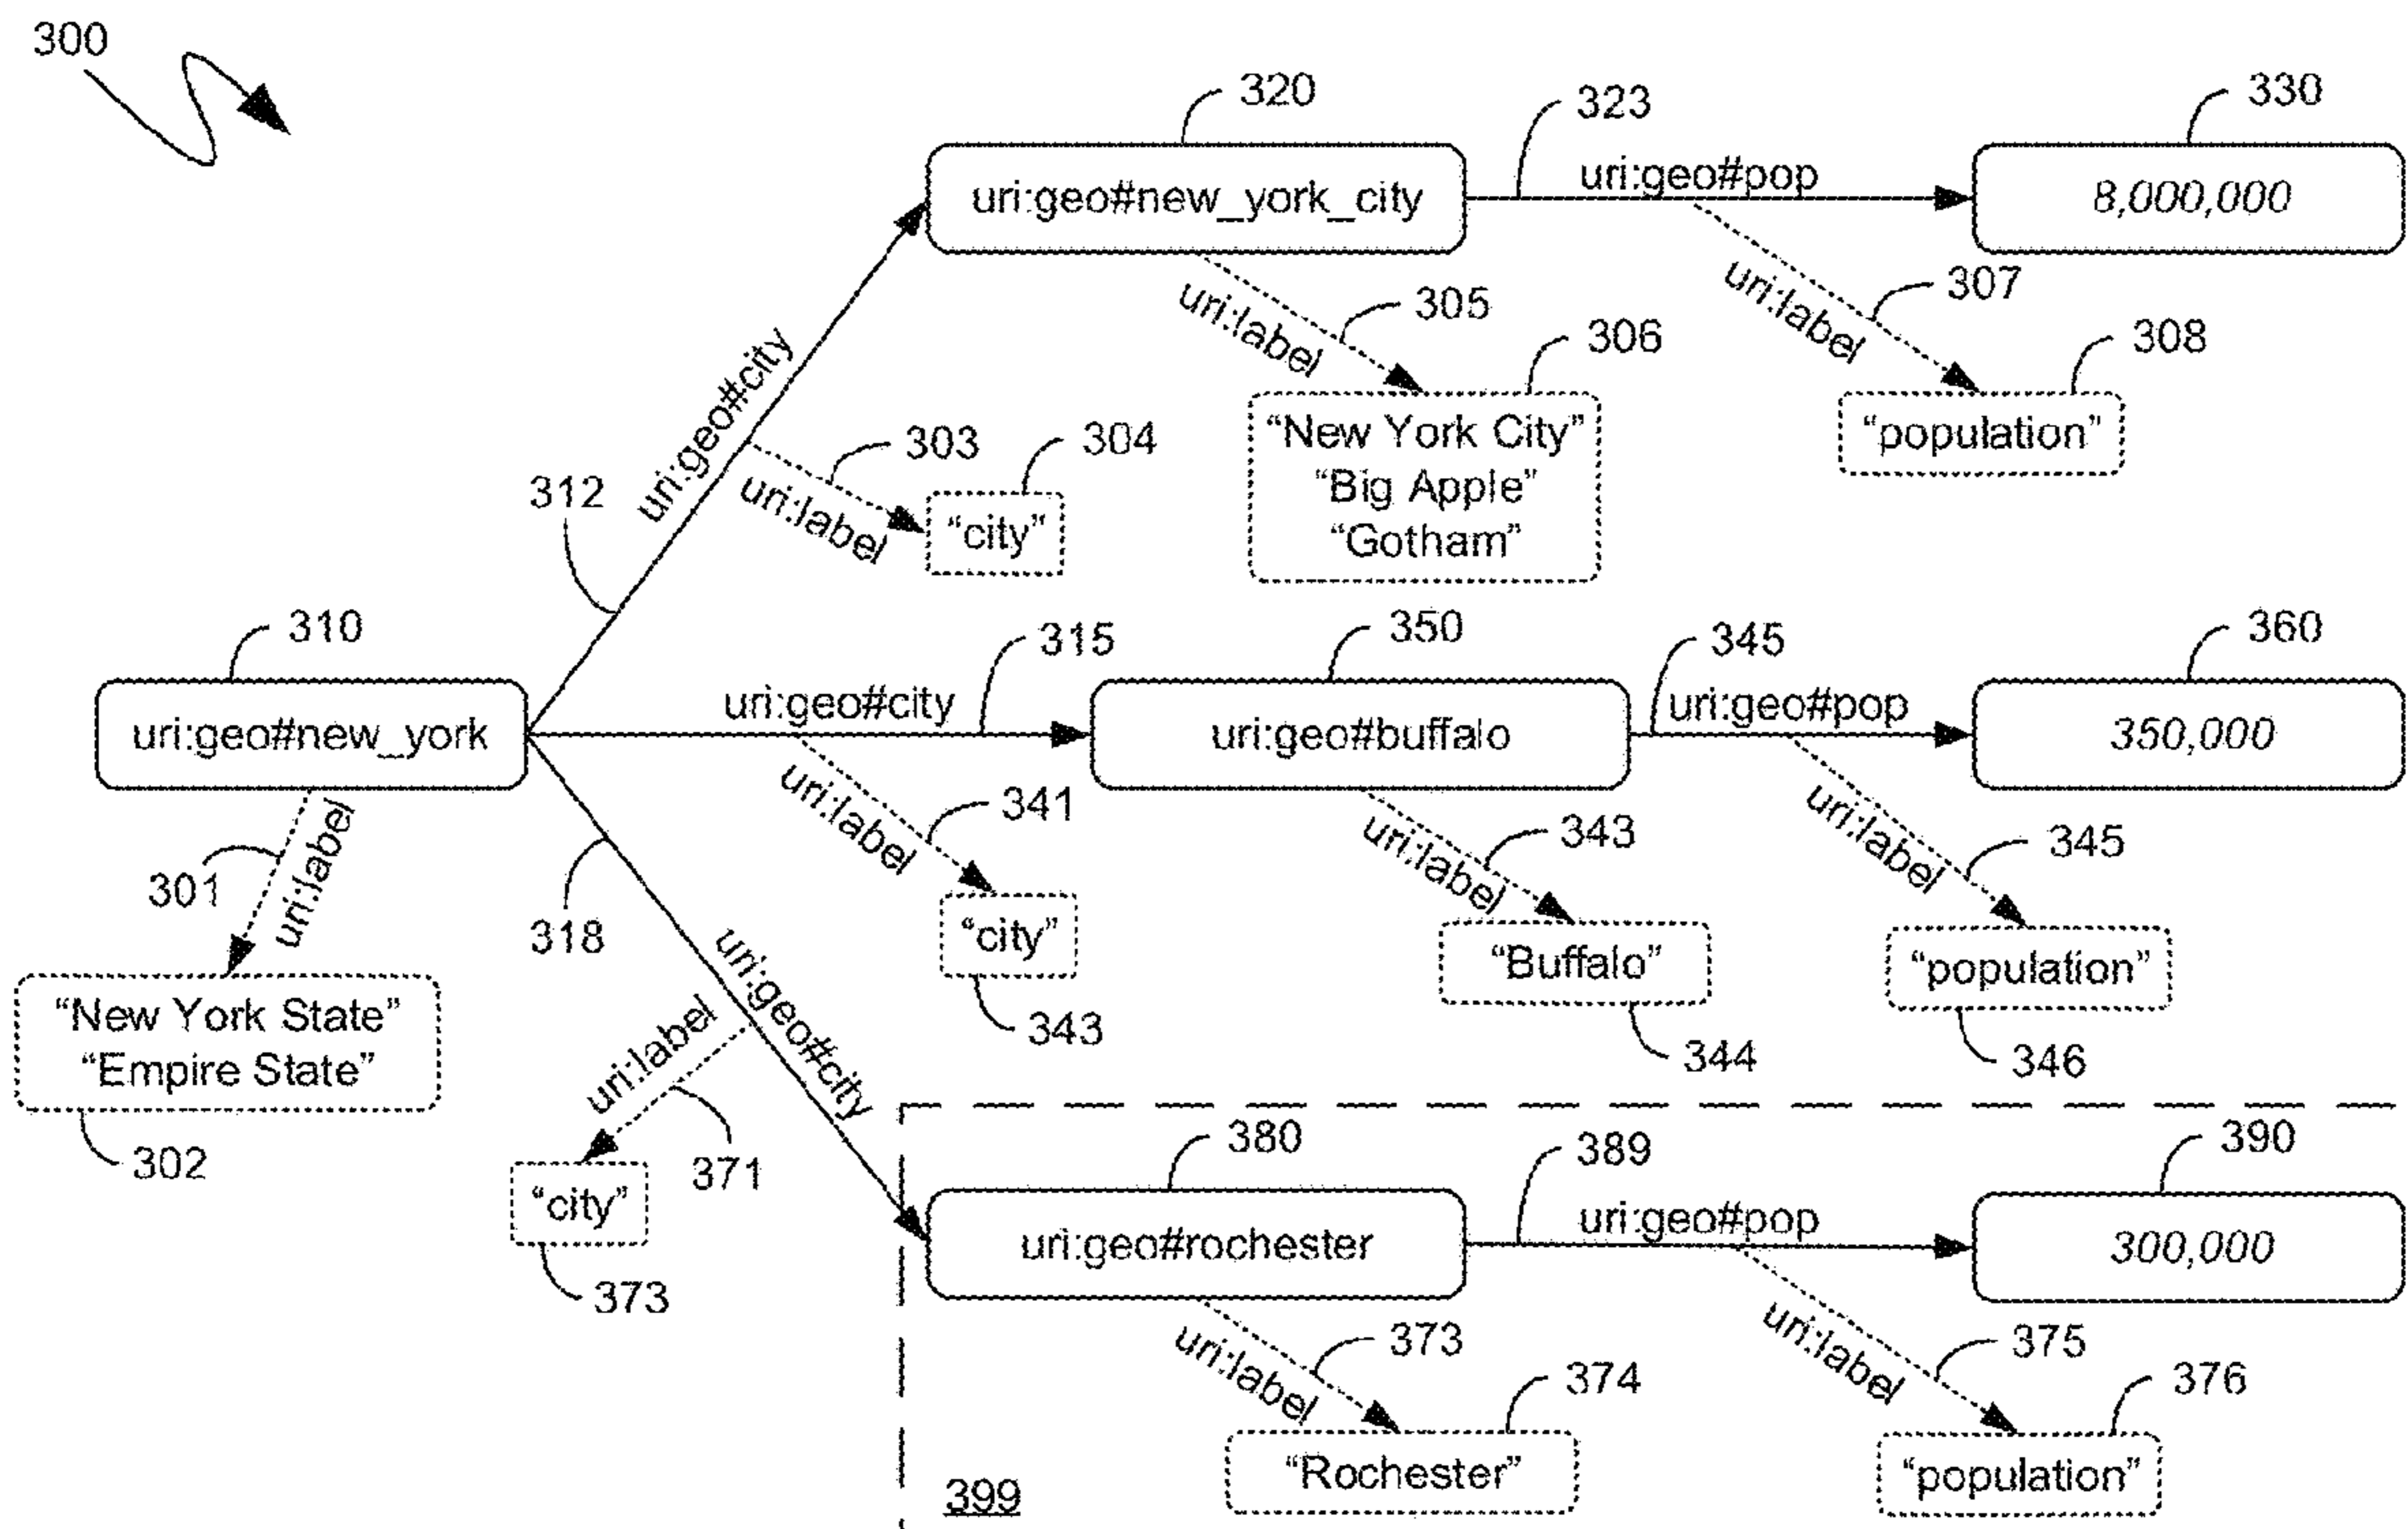 300
320
323
330
uri:geo#new_york_city
uri:geo#pop
8,000,000
uri:label
305
uri:label
307
306
308
uri:geo#city
303
304
"New York City"
"Big Apple"
"Gotham"
"population"
312
uri:label
"city"
310
315
350
345
360
uri:geo#new_york
uri:geo#city
uri:geo#buffalo
uri:geo#pop
350,000
301
uri:label
318
uri:label
341
uri:label
343
uri:label
345
"city"
343
"Buffalo"
344
"population"
346
"New York State"
"Empire State"
302
uri:geo#city
uri:label
371
"city"
373
380
389
390
uri:geo#rochester
uri:geo#pop
300,000
uri:label
373
374
uri:label
375
376
"Rochester"
"population"
399